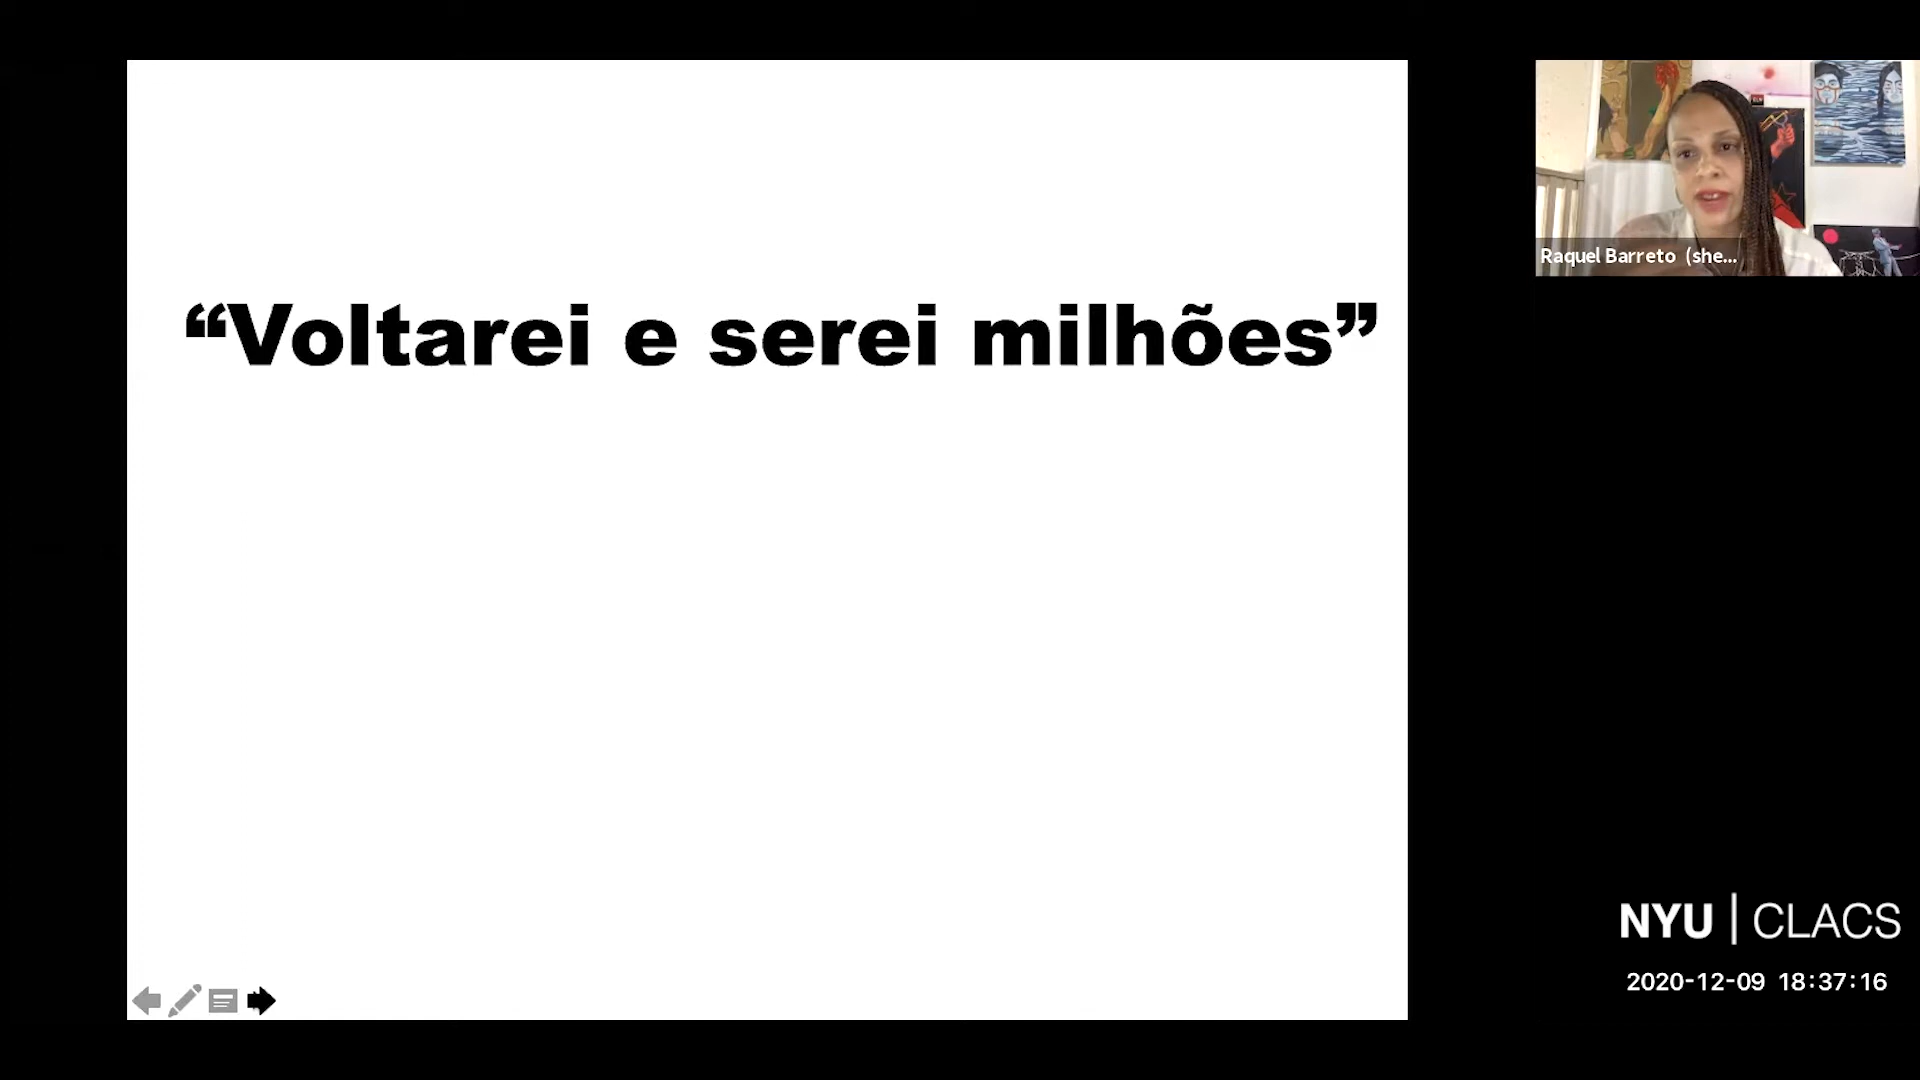 “Voltarei e serei milhões”
Raquel Barreto (she...
NYU | CLACS
2020-12-09 18:37:16